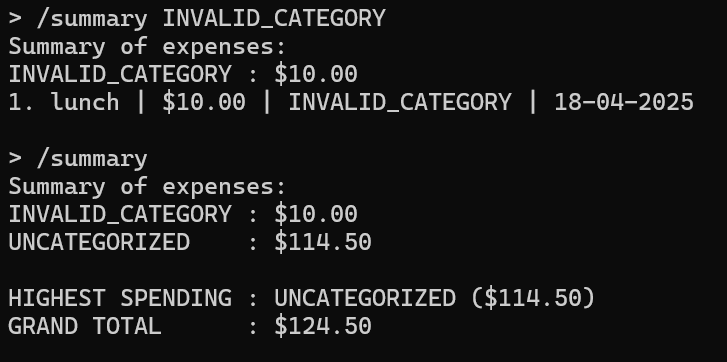 > /summary INVALID_CATEGORY
Summary of expenses:
INVALID_CATEGORY : $10.00
1. lunch | $10.00 | INVALID_CATEGORY | 18-04-2025
> /summary
Summary of expenses:
INVALID_CATEGORY : $10.00
UNCATEGORIZED    : $114.50
HIGHEST SPENDING : UNCATEGORIZED ($114.50)
GRAND TOTAL      : $124.50